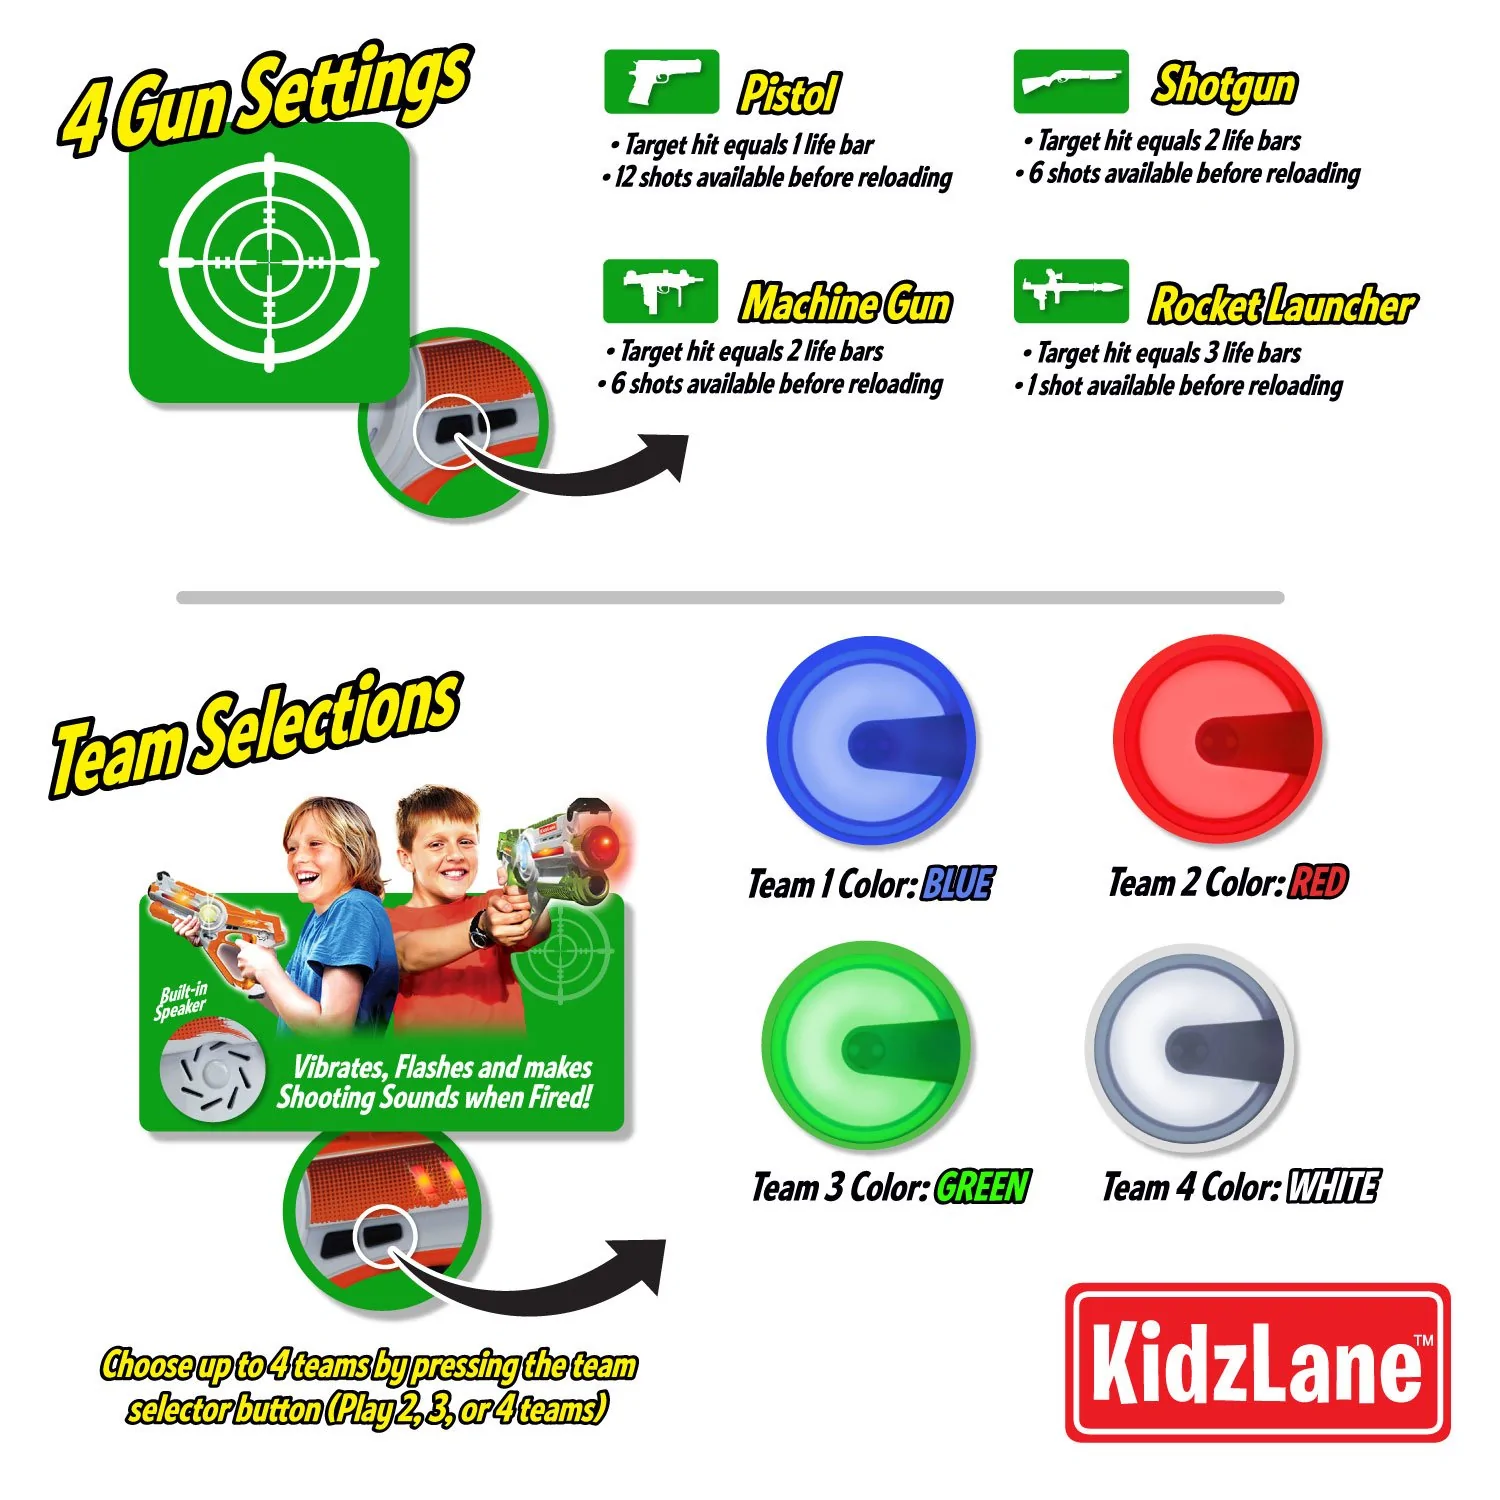 4 Gun Settings
Pistol
• Target hit equals 1 life bar
• 12 shots available before reloading
Shotgun
• Target hit equals 2 life bars
• 6 shots available before reloading
Machine Gun
• Target hit equals 2 life bars
• 6 shots available before reloading
Rocket Launcher
• Target hit equals 3 life bars
• 1 shot available before reloading
Team Selections
KIDZLANE
Built-in
Speaker
Vibrates, Flashes and makes
Shooting Sounds when Fired!
Team 1 Color: BLUE
Team 2 Color: RED
Team 3 Color: GREEN
Team 4 Color: WHITE
Choose up to 4 teams by pressing the team
selector button (Play 2, 3, or 4 teams)
KidzLane™